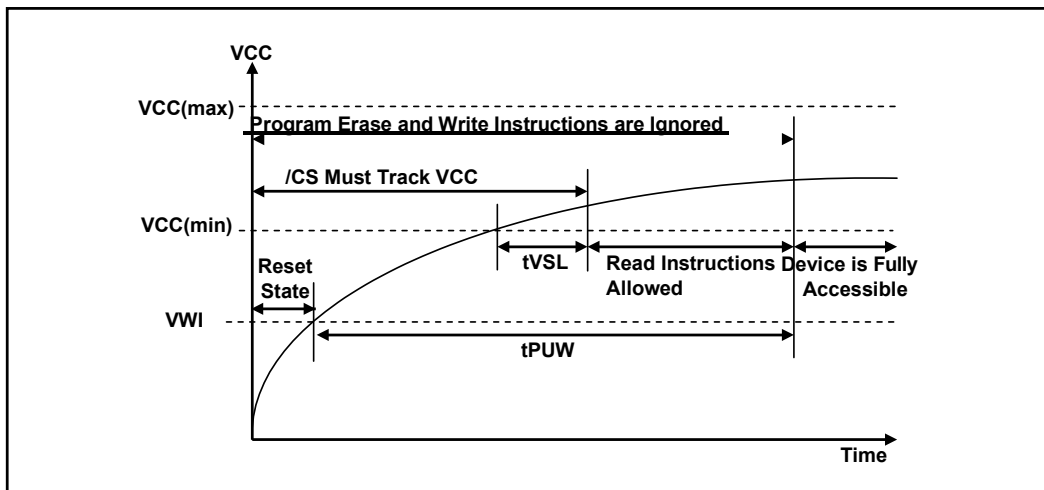 VCC
VCC(max)
Program Erase and Write Instructions are Ignored
/CS Must Track VCC
VCC(min)
tVSL
Read Instructions
Allowed
Device is Fully
Accessible
Reset
State
VWI
tPUW
Time